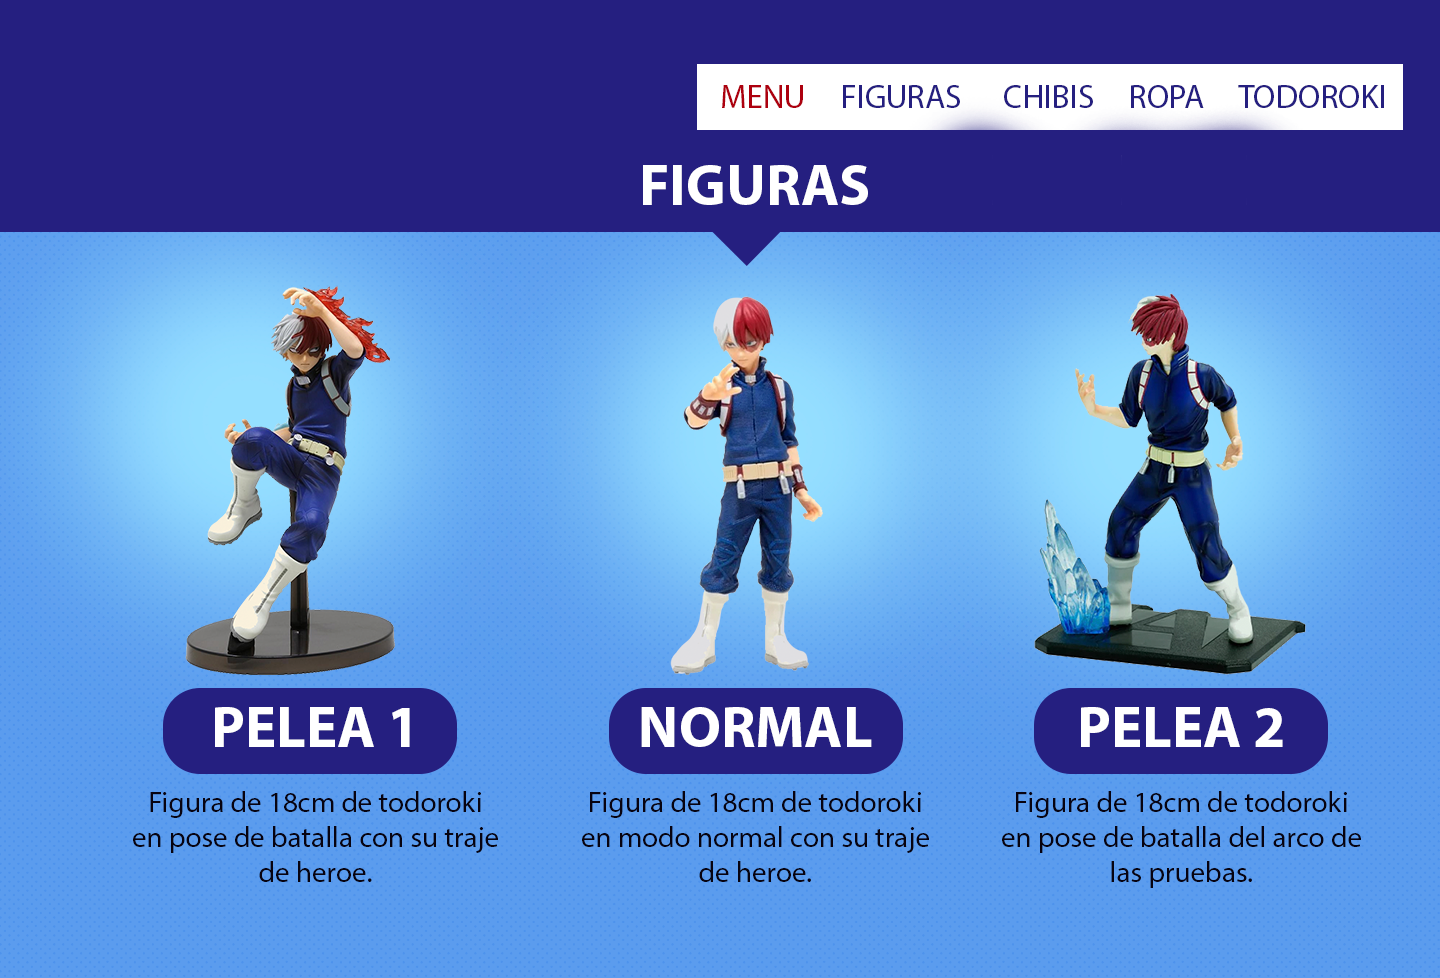 MENU FIGURAS CHIBIS ROPA TODOROKI
FIGURAS
PELEA 1
Figura de 18cm de todoroki
en pose de batalla con su traje
de heroe.
NORMAL
Figura de 18cm de todoroki
en modo normal con su traje
de heroe.
PELEA 2
Figura de 18cm de todoroki
en pose de batalla del arco de
las pruebas.